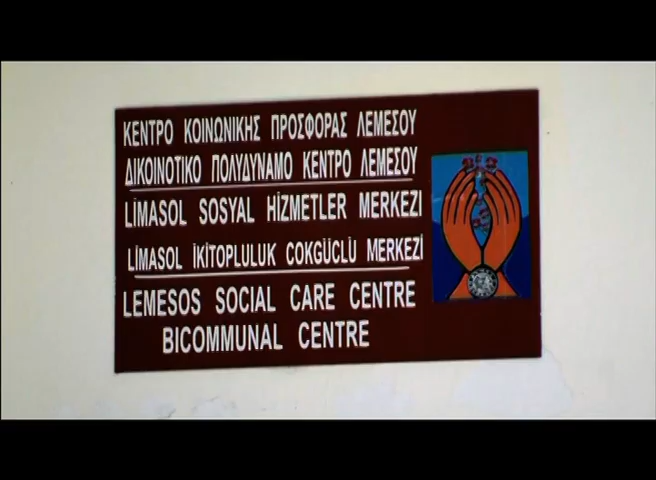 ΚΕΝΤΡΟ ΚΟΙΝΩΝΙΚΗΣ ΠΡΟΣΦΟΡΑΣ ΛΕΜΕΣΟΥ
ΔΙΚΟΙΝΟΤΙΚΟ ΠΟΛΥΔΥΝΑΜΟ ΚΕΝΤΡΟ ΛΕΜΕΣΟΥ
LİMASOL SOSYAL HİZMETLER MERKEZI
LİMASOL İKİTOPLULUK COKGÜCLÜ MERKEZİ
LEMESOS SOCIAL CARE CENTRE
BICOMMUNAL CENTRE